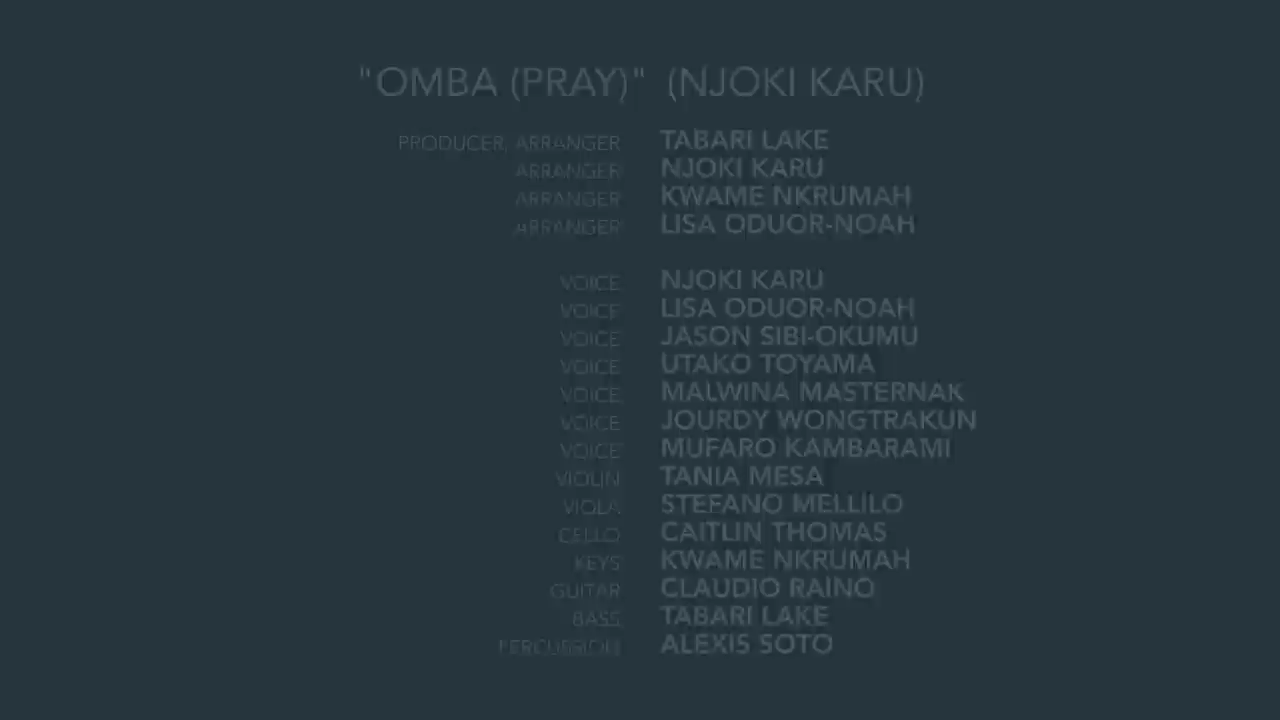 "OMBA (PRAY)" (NJOKI KARU)
PRODUCER, ARRANGER TABARI LAKE
ARRANGER NJOKI KARU
ARRANGER KWAME NKRUMAH
ARRANGER LISA ODUOR-NOAH
VOICE NJOKI KARU
VOICE LISA ODUOR-NOAH
VOICE JASON SIBI-OKUMU
VOICE UTAKO TOYAMA
VOICE MALWINA MASTERNAK
VOICE JOURDY WONGTRAKUN
VOICE MUFARO KAMBARAMI
VIOLIN TANIA MESA
VIOLA STEFANO MELLILO
CELLO CAITLIN THOMAS
KEYS KWAME NKRUMAH
GUITAR CLAUDIO RAINO
BASS TABARI LAKE
PERCUSSION ALEXIS SOTO